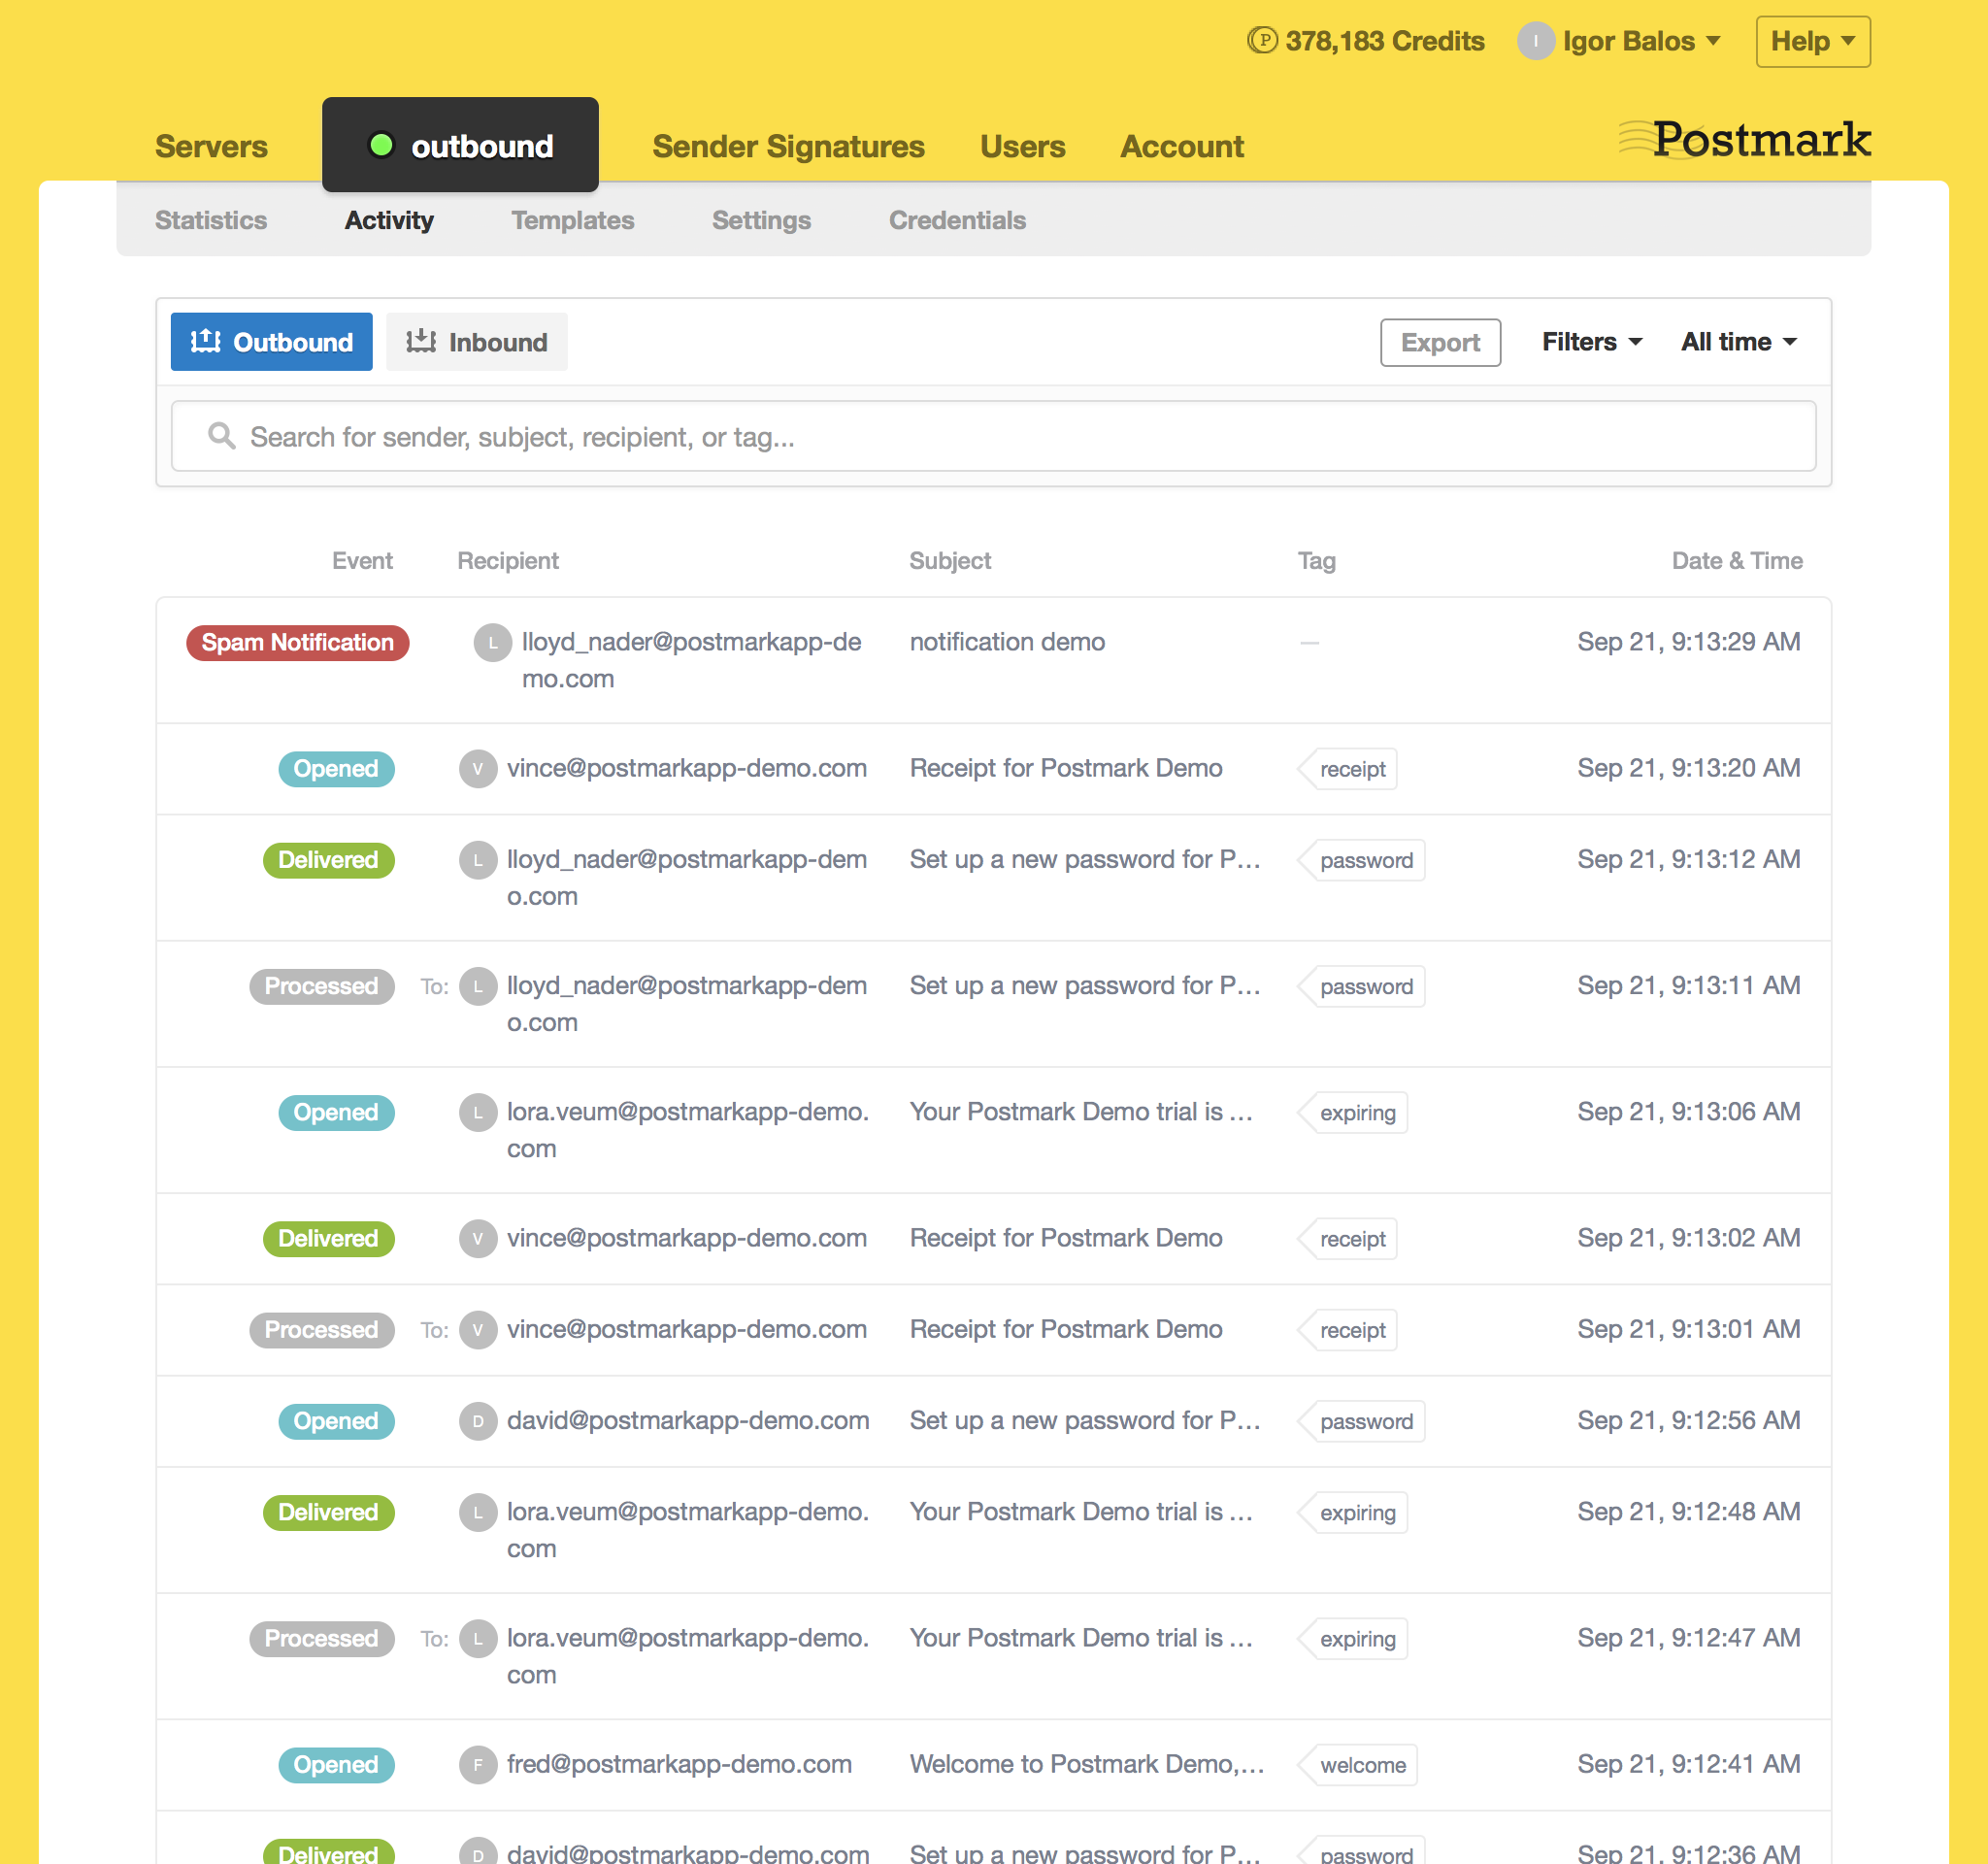 P 378,183 Credits I Igor Balos Help
Servers outbound Sender Signatures Users Account Postmark
Statistics Activity Templates Settings Credentials
Outbound Inbound Export Filters All time
Search for sender, subject, recipient, or tag...
Event Recipient Subject Tag Date & Time
Spam Notification L lloyd_nader@postmarkapp-de notification demo — Sep 21, 9:13:29 AM
mo.com
Opened V vince@postmarkapp-demo.com Receipt for Postmark Demo receipt Sep 21, 9:13:20 AM
Delivered L lloyd_nader@postmarkapp-dem Set up a new password for P… password Sep 21, 9:13:12 AM
o.com
Processed To: L lloyd_nader@postmarkapp-dem Set up a new password for P… password Sep 21, 9:13:11 AM
o.com
Opened L lora.veum@postmarkapp-demo. Your Postmark Demo trial is … expiring Sep 21, 9:13:06 AM
com
Delivered V vince@postmarkapp-demo.com Receipt for Postmark Demo receipt Sep 21, 9:13:02 AM
Processed To: V vince@postmarkapp-demo.com Receipt for Postmark Demo receipt Sep 21, 9:13:01 AM
Opened D david@postmarkapp-demo.com Set up a new password for P… password Sep 21, 9:12:56 AM
Delivered L lora.veum@postmarkapp-demo. Your Postmark Demo trial is … expiring Sep 21, 9:12:48 AM
com
Processed To: L lora.veum@postmarkapp-demo. Your Postmark Demo trial is … expiring Sep 21, 9:12:47 AM
com
Opened F fred@postmarkapp-demo.com Welcome to Postmark Demo,… welcome Sep 21, 9:12:41 AM
Delivered D david@postmarkapp-demo.com Set up a new password for P… password Sep 21, 9:12:36 AM